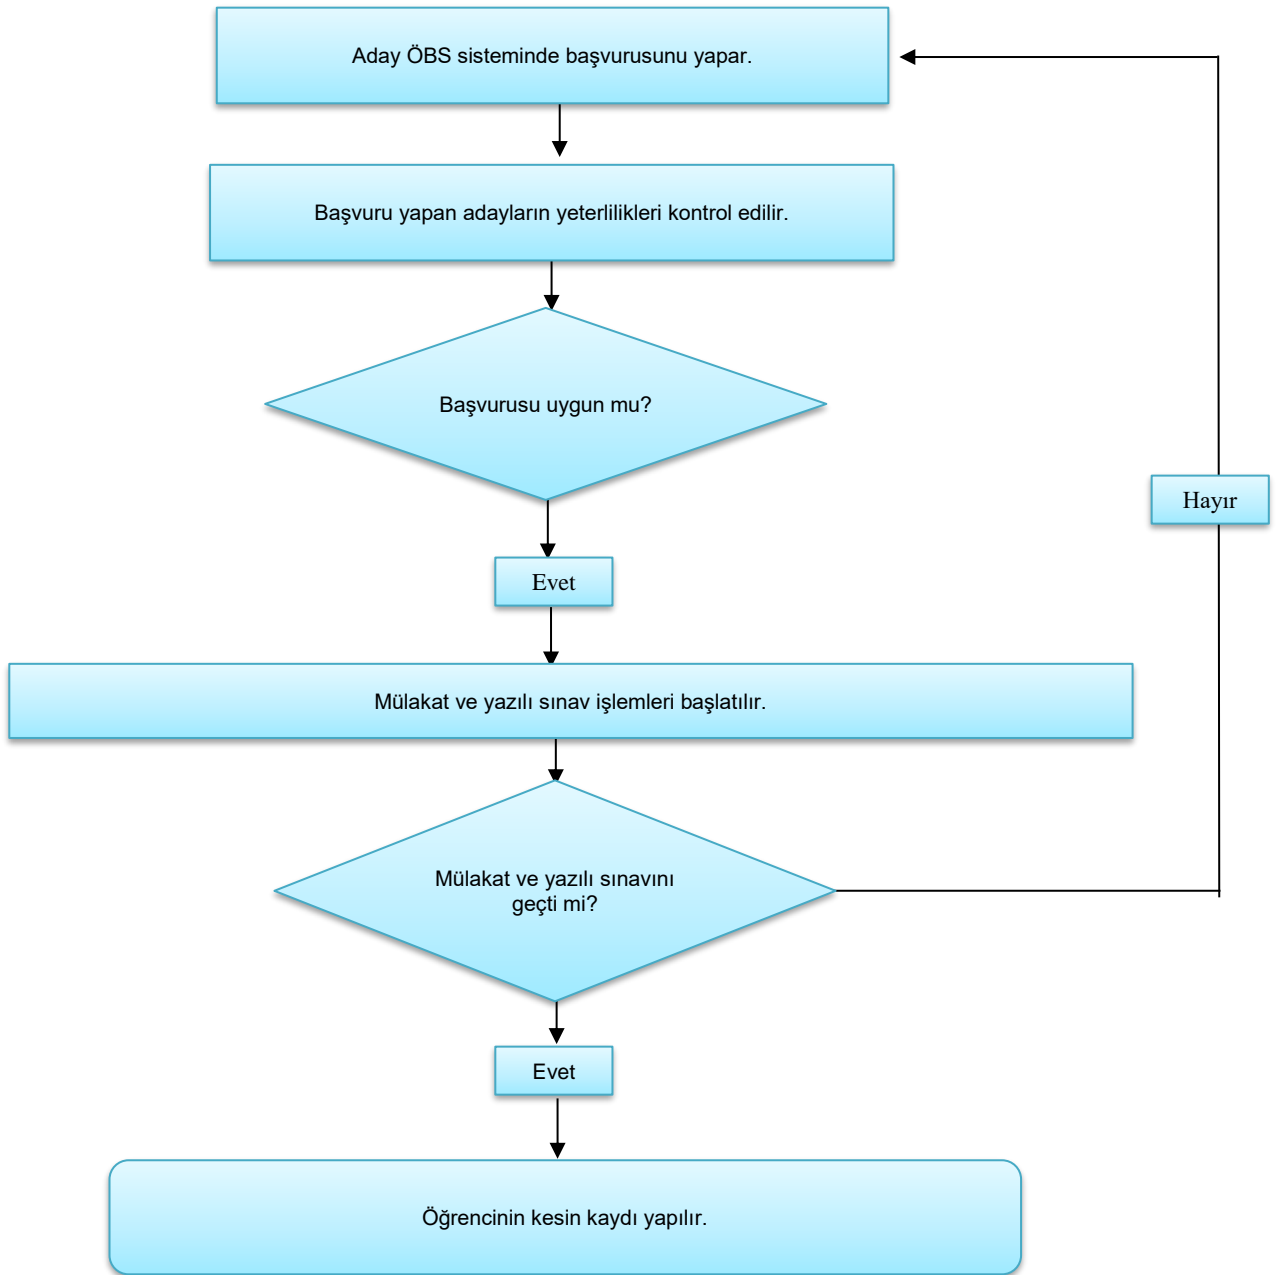 Aday ÖBS sisteminde başvurusunu yapar.
Başvuru yapan adayların yeterlilikleri kontrol edilir.
Başvurusu uygun mu?
Hayır
Evet
Mülakat ve yazılı sınav işlemleri başlatılır.
Mülakat ve yazılı sınavını
geçti mi?
Evet
Öğrencinin kesin kaydı yapılır.